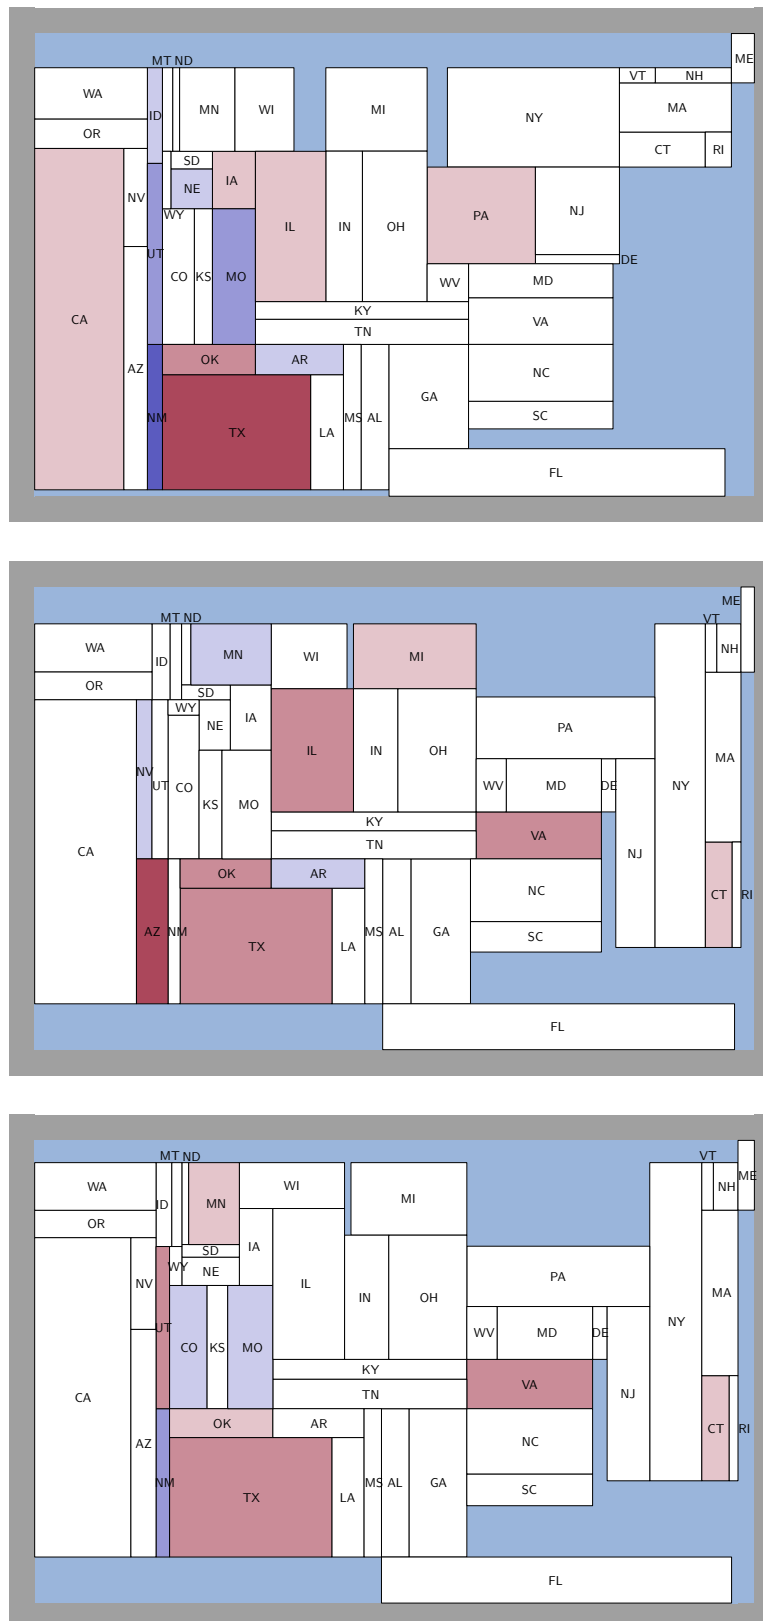 ME
MT ND
VT NH
WA ID MN WI MI NY MA
OR CT RI
SD
NE IA
NV WY IL IN OH PA NJ
UT CO KS MO WV MD DE
CA KY VA
TN
AZ OK AR NC
NM TX LA MS AL GA SC
FL
ME
MT ND VT
WA ID MN WI MI NH
OR SD
WY NE IA IL IN OH PA
NV UT CO KS MO WV MD DE NY MA
CA KY VA NJ
TN
OK AR NC CT RI
AZ NM TX LA MS AL GA SC
FL
MT ND VT
WA ID MN WI MI NH ME
OR SD IA
WY NE PA
NV IL IN OH MA
UT CO KS MO WV MD DE NY
CA KY VA NJ
TN
AZ OK AR NC CT RI
NM TX LA MS AL GA SC
FL